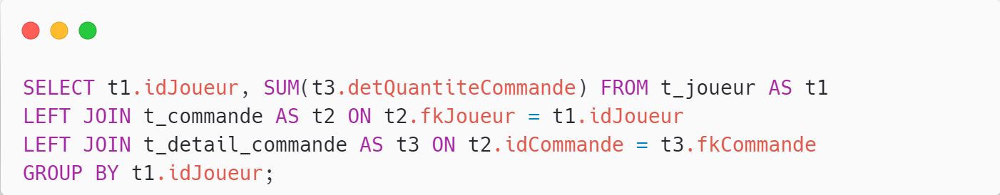 SELECT t1.idJoueur, SUM(t3.detQuantiteCommande) FROM t_joueur AS t1
LEFT JOIN t_commande AS t2 ON t2.fkJoueur = t1.idJoueur
LEFT JOIN t_detail_commande AS t3 ON t2.idCommande = t3.fkCommande
GROUP BY t1.idJoueur;